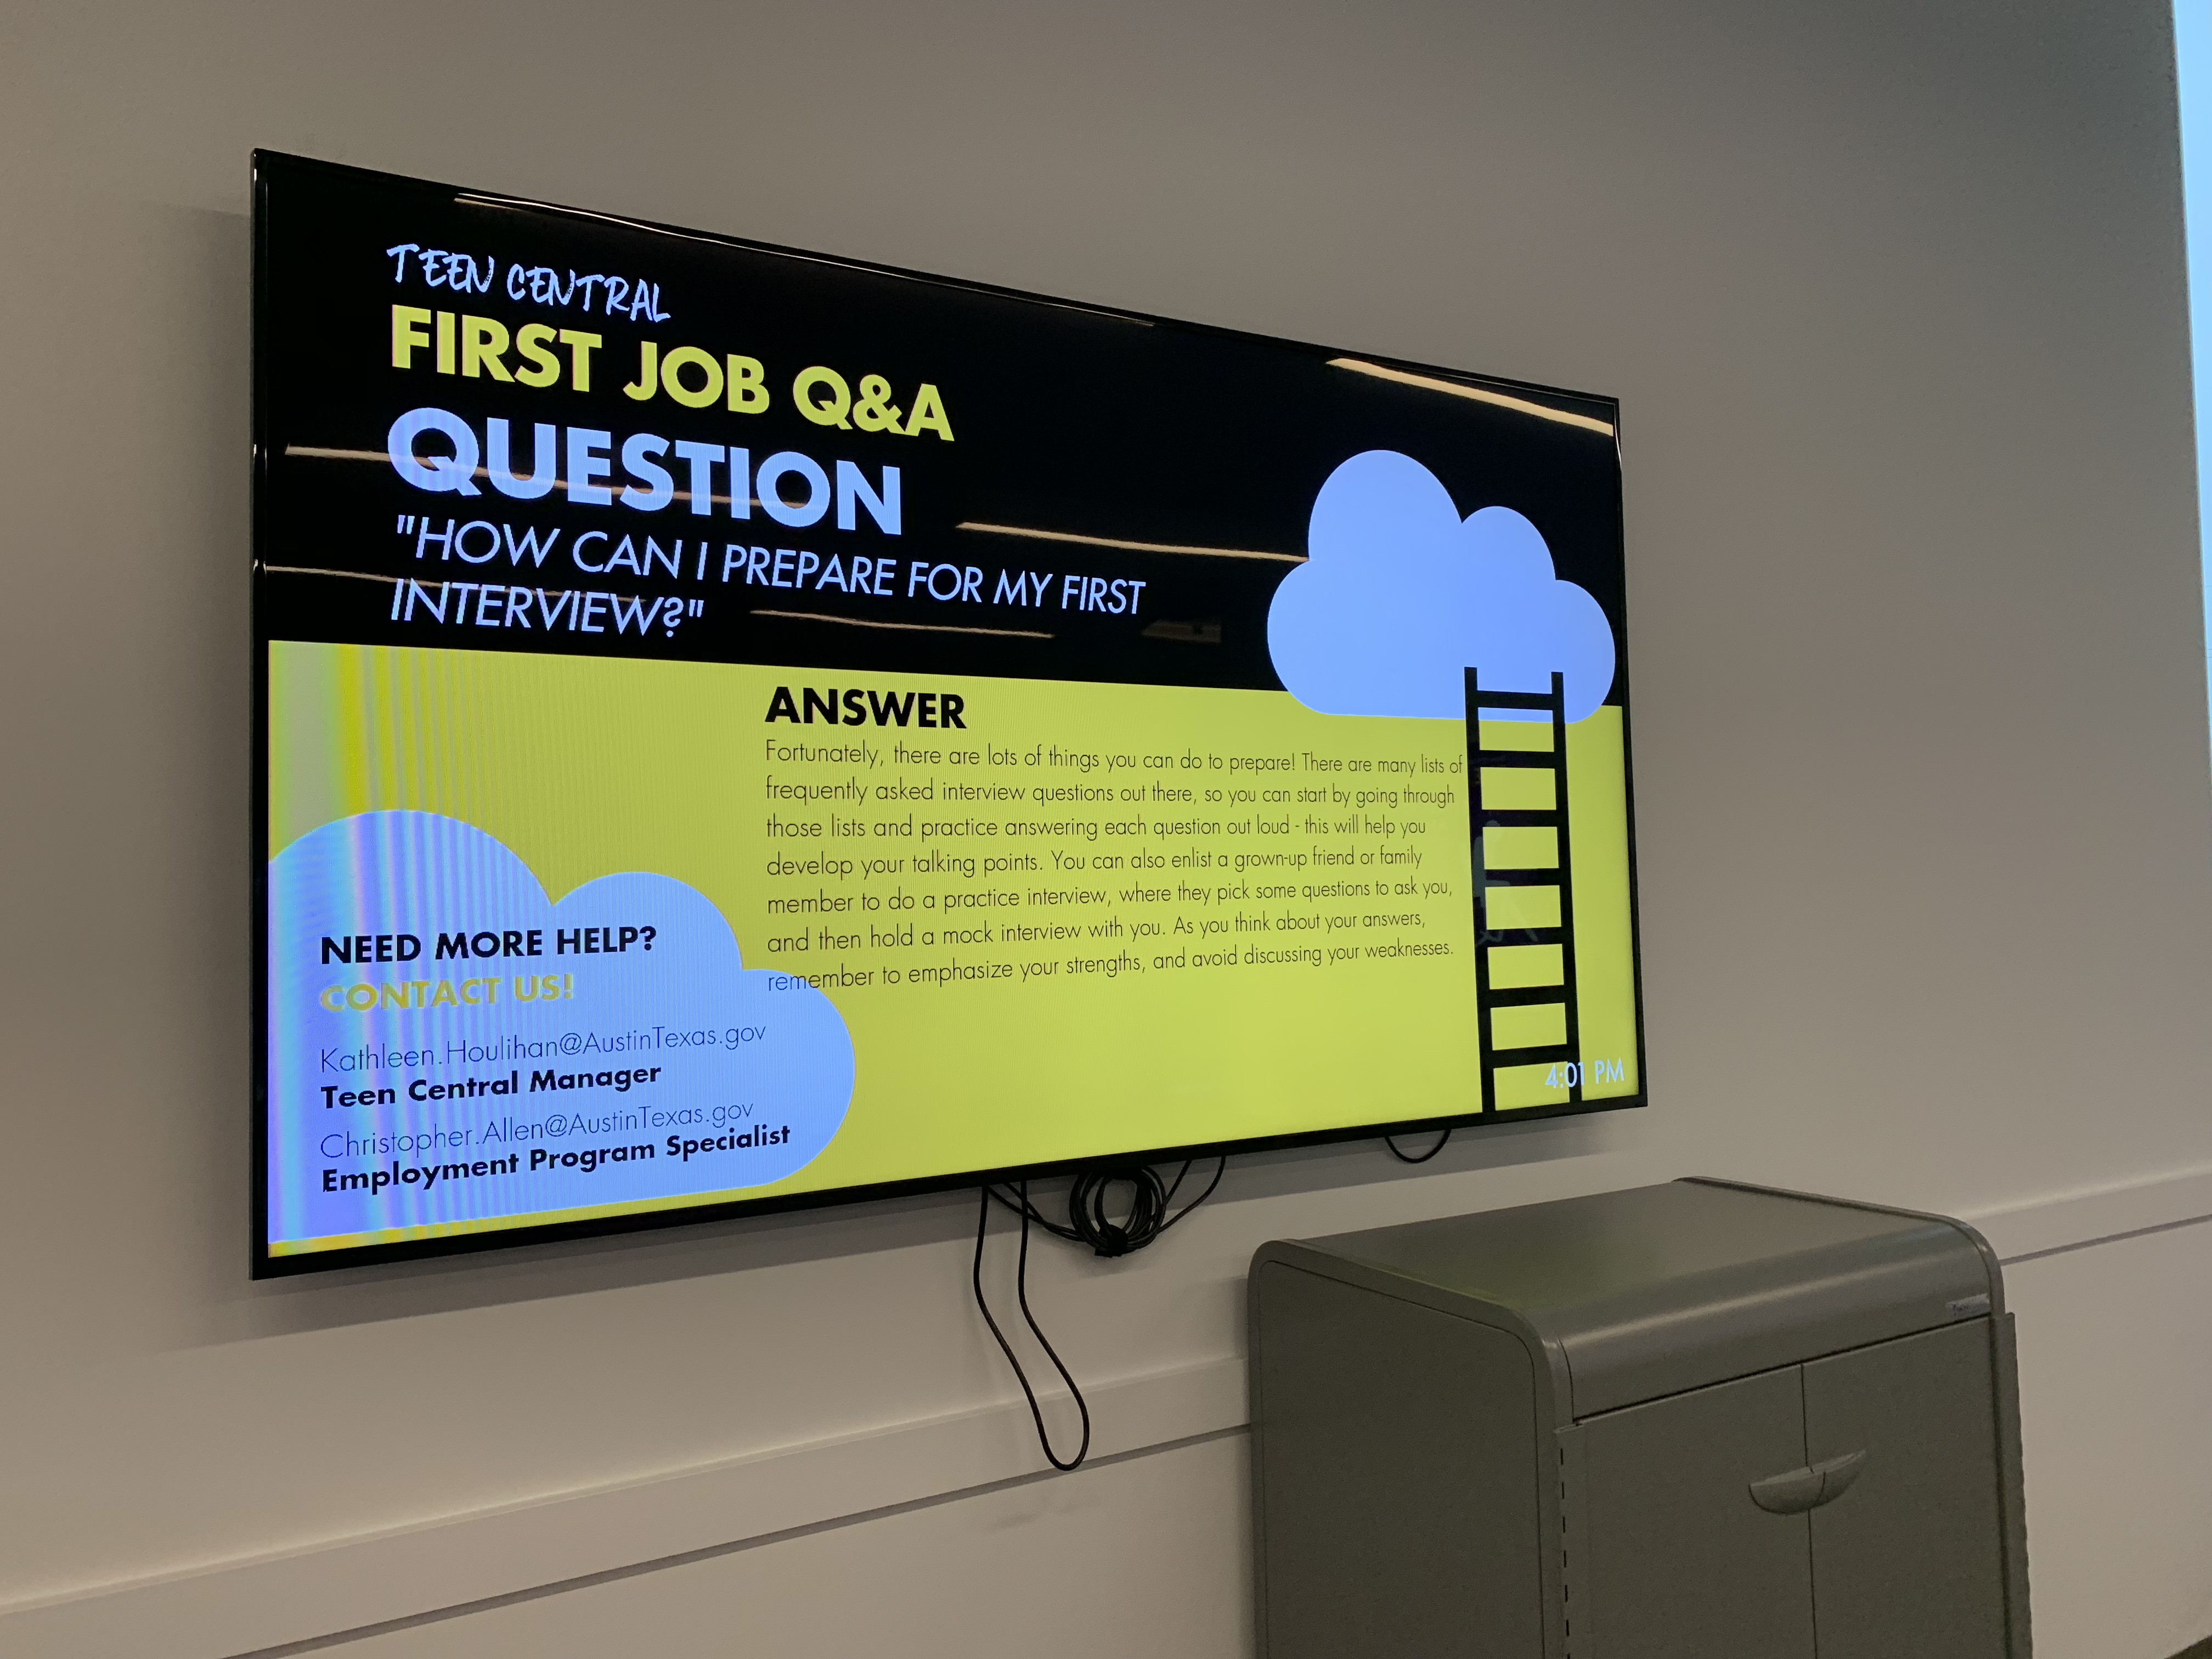 TEEN CENTRAL
FIRST JOB Q&A
QUESTION
"HOW CAN I PREPARE FOR MY FIRST
INTERVIEW?"
ANSWER
Fortunately, there are lots of things you can do to prepare! There are many lists of
frequently asked interview questions out there, so you can start by going through
those lists and practice answering each question out loud - this will help you
develop your talking points. You can also enlist a grown-up friend or family
member to do a practice interview, where they pick some questions to ask you,
and then hold a mock interview with you. As you think about your answers,
remember to emphasize your strengths, and avoid discussing your weaknesses.
NEED MORE HELP?
CONTACT US!
Kathleen.Houlihan@AustinTexas.gov
Teen Central Manager
Christopher.Allen@AustinTexas.gov
Employment Program Specialist
4:01 PM